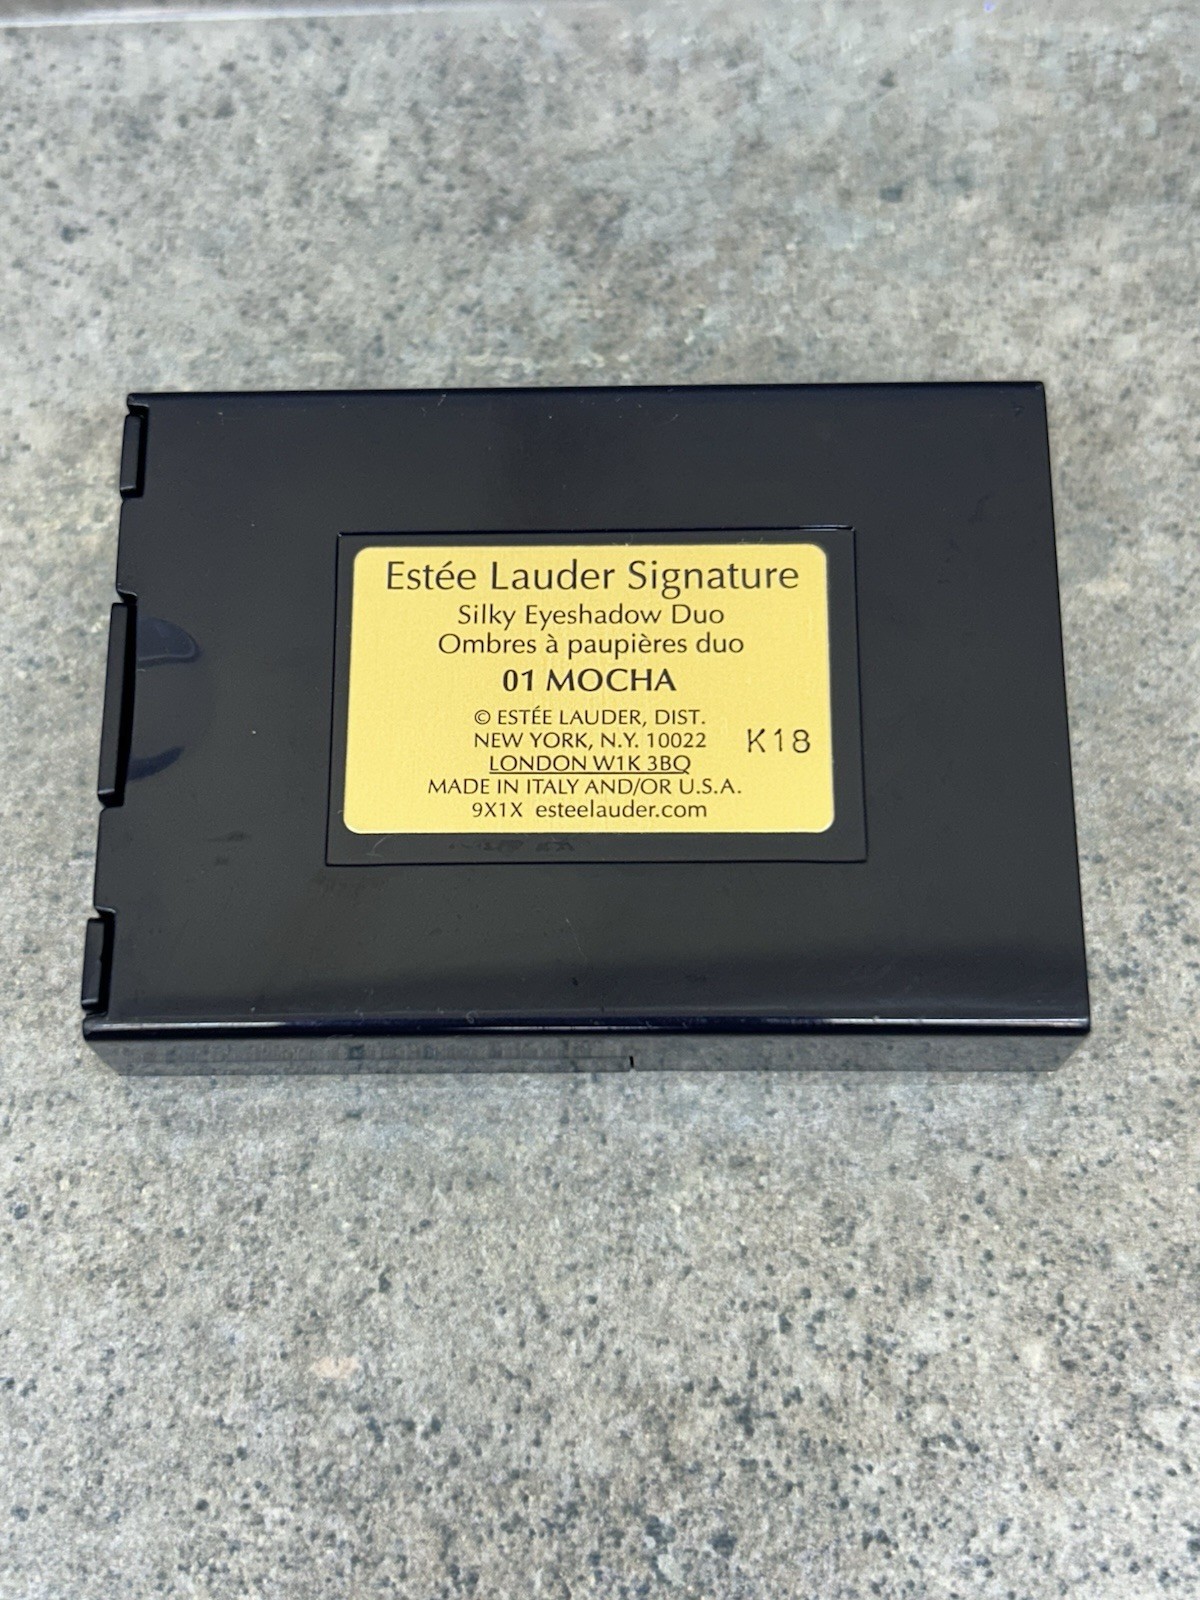 Estée Lauder Signature
Silky Eyeshadow Duo
Ombres à paupières duo
01 MOCHA
© ESTÉE LAUDER, DIST.
NEW YORK, N.Y. 10022
K18
LONDON W1K 3BQ
MADE IN ITALY AND/OR U.S.A.
9X1X esteelauder.com